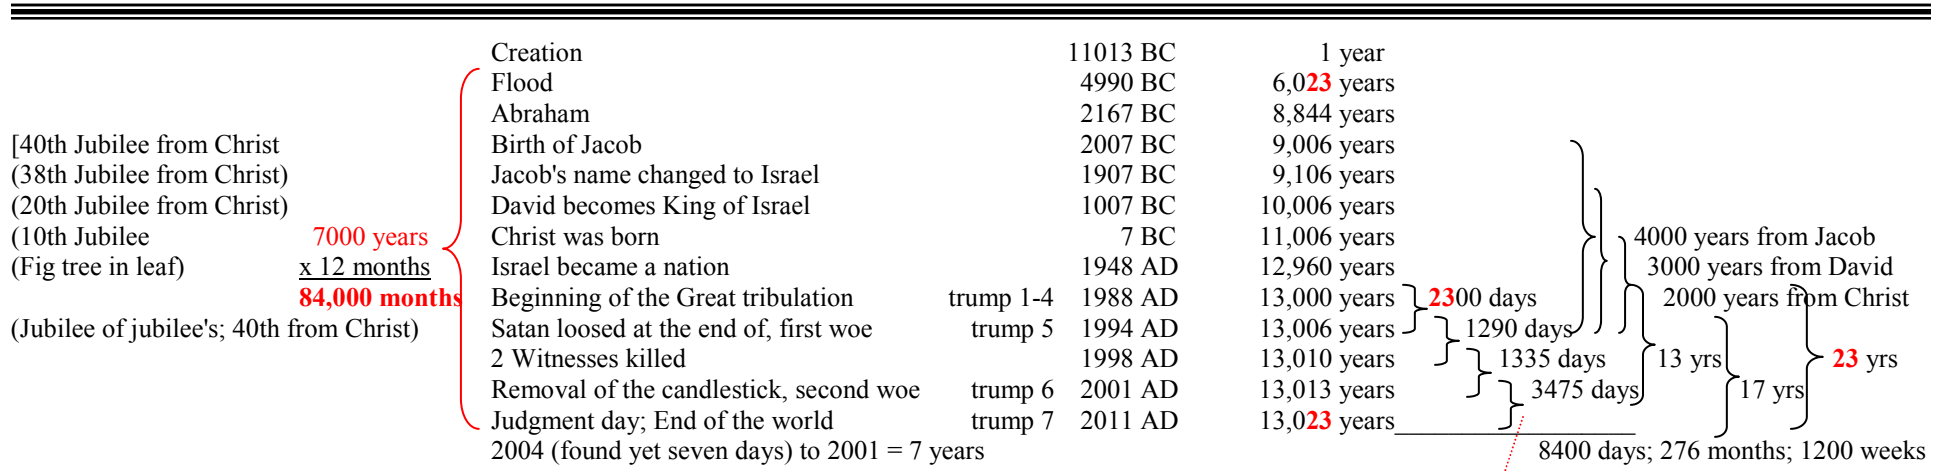 Creation 11013 BC 1 year
Flood 4990 BC 6,023 years
Abraham 2167 BC 8,844 years
[40th Jubilee from Christ Birth of Jacob 2007 BC 9,006 years
(38th Jubilee from Christ) Jacob's name changed to Israel 1907 BC 9,106 years
(20th Jubilee from Christ) David becomes King of Israel 1007 BC 10,006 years
(10th Jubilee 7000 years Christ was born 7 BC 11,006 years 4000 years from Jacob
(Fig tree in leaf) x 12 months Israel became a nation 1948 AD 12,960 years 3000 years from David
84,000 months Beginning of the Great tribulation trump 1-4 1988 AD 13,000 years 2300 days 2000 years from Christ
(Jubilee of jubilee's; 40th from Christ) Satan loosed at the end of, first woe trump 5 1994 AD 13,006 years 1290 days
2 Witnesses killed 1998 AD 13,010 years 1335 days 13 yrs 23 yrs
Removal of the candlestick, second woe trump 6 2001 AD 13,013 years 3475 days 17 yrs
Judgment day; End of the world trump 7 2011 AD 13,023 years
2004 (found yet seven days) to 2001 = 7 years 8400 days; 276 months; 1200 weeks